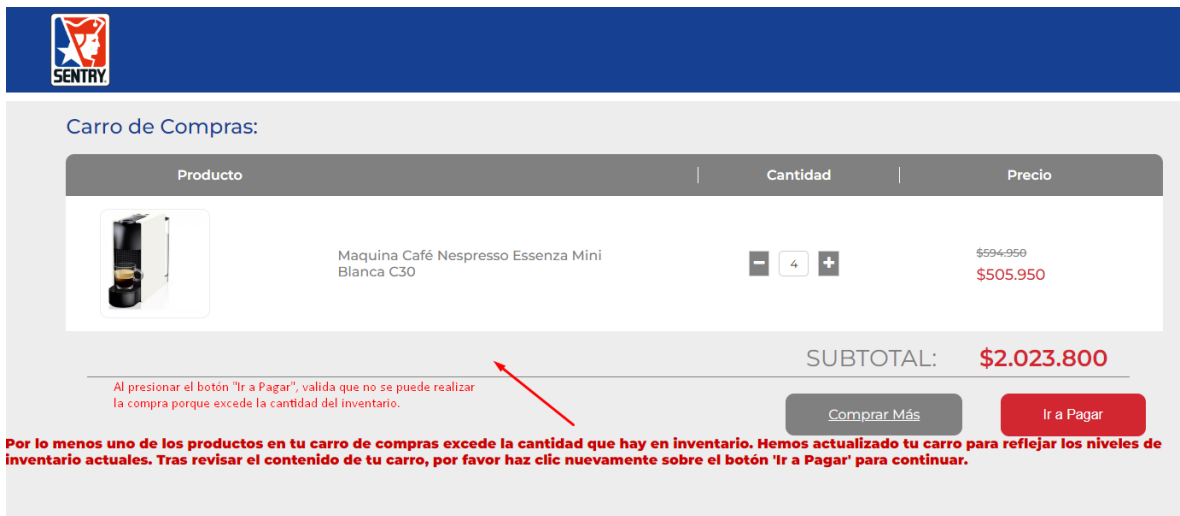 SENTRY.
Carro de Compras:
Producto
Cantidad
Precio
Maquina Café Nespresso Essenza Mini
Blanca C30
4
$594.950
$505.950
SUBTOTAL: $2.023.800
Al presionar el botón "Ir a Pagar", valida que no se puede realizar
la compra porque excede la cantidad del inventario.
Comprar Más
Ir a Pagar
Por lo menos uno de los productos en tu carro de compras excede la cantidad que hay en inventario. Hemos actualizado tu carro para reflejar los niveles de
inventario actuales. Tras revisar el contenido de tu carro, por favor haz clic nuevamente sobre el botón 'Ir a Pagar' para continuar.